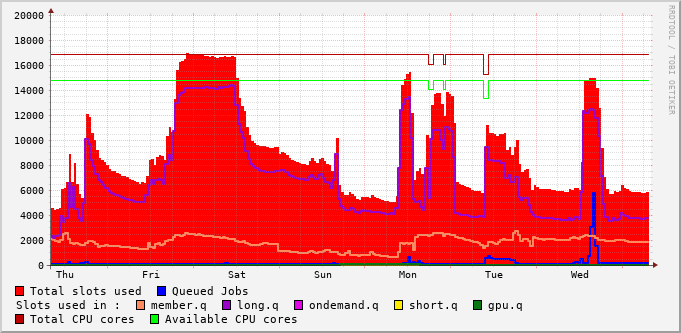 20000
18000
16000
14000
12000
10000
8000
6000
4000
2000
0
Thu Fri Sat Sun Mon Tue Wed
RRDTOOL / TOBI OETIKER
Total slots used Queued Jobs
Slots used in : member.q long.q ondemand.q short.q gpu.q
Total CPU cores Available CPU cores